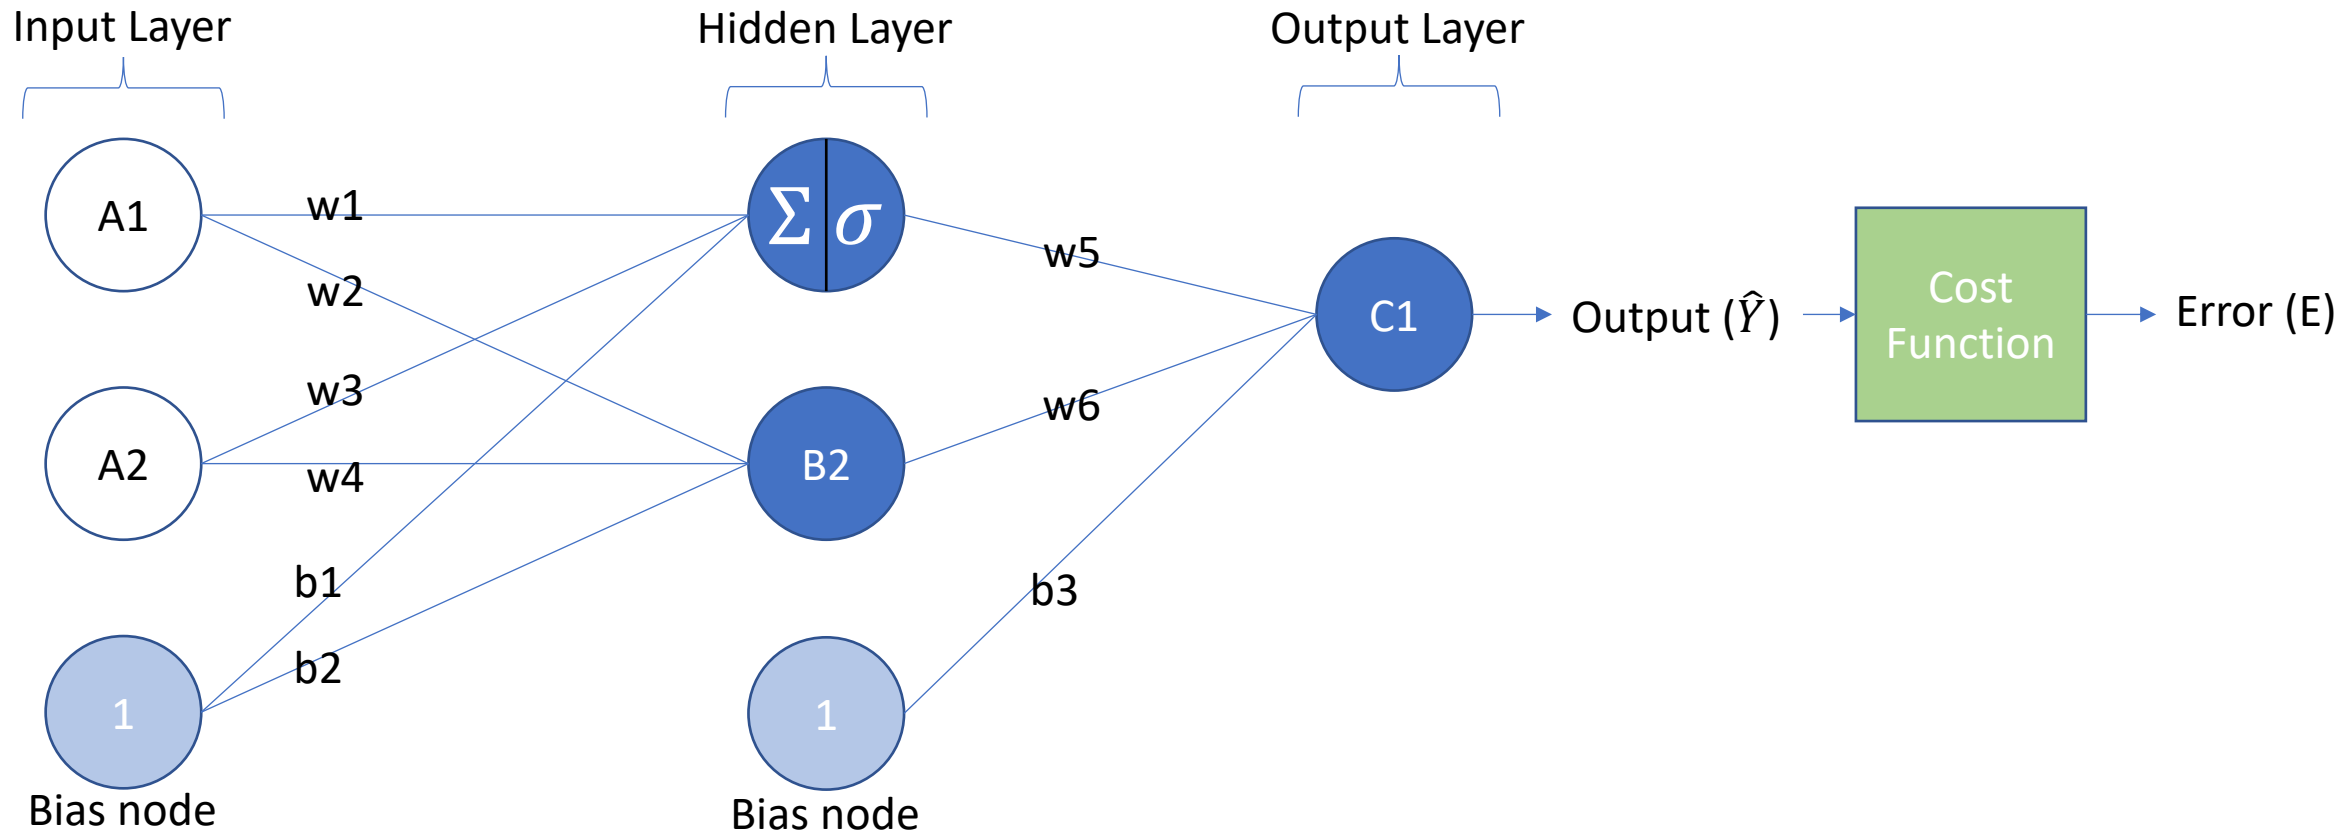 Input Layer
Hidden Layer
Output Layer
A1
w1
Σ σ
w5
w2
C1
Output (Ŷ)
Cost
Function
Error (E)
w3
w6
A2
w4
B2
b1
b3
b2
1
1
Bias node
Bias node